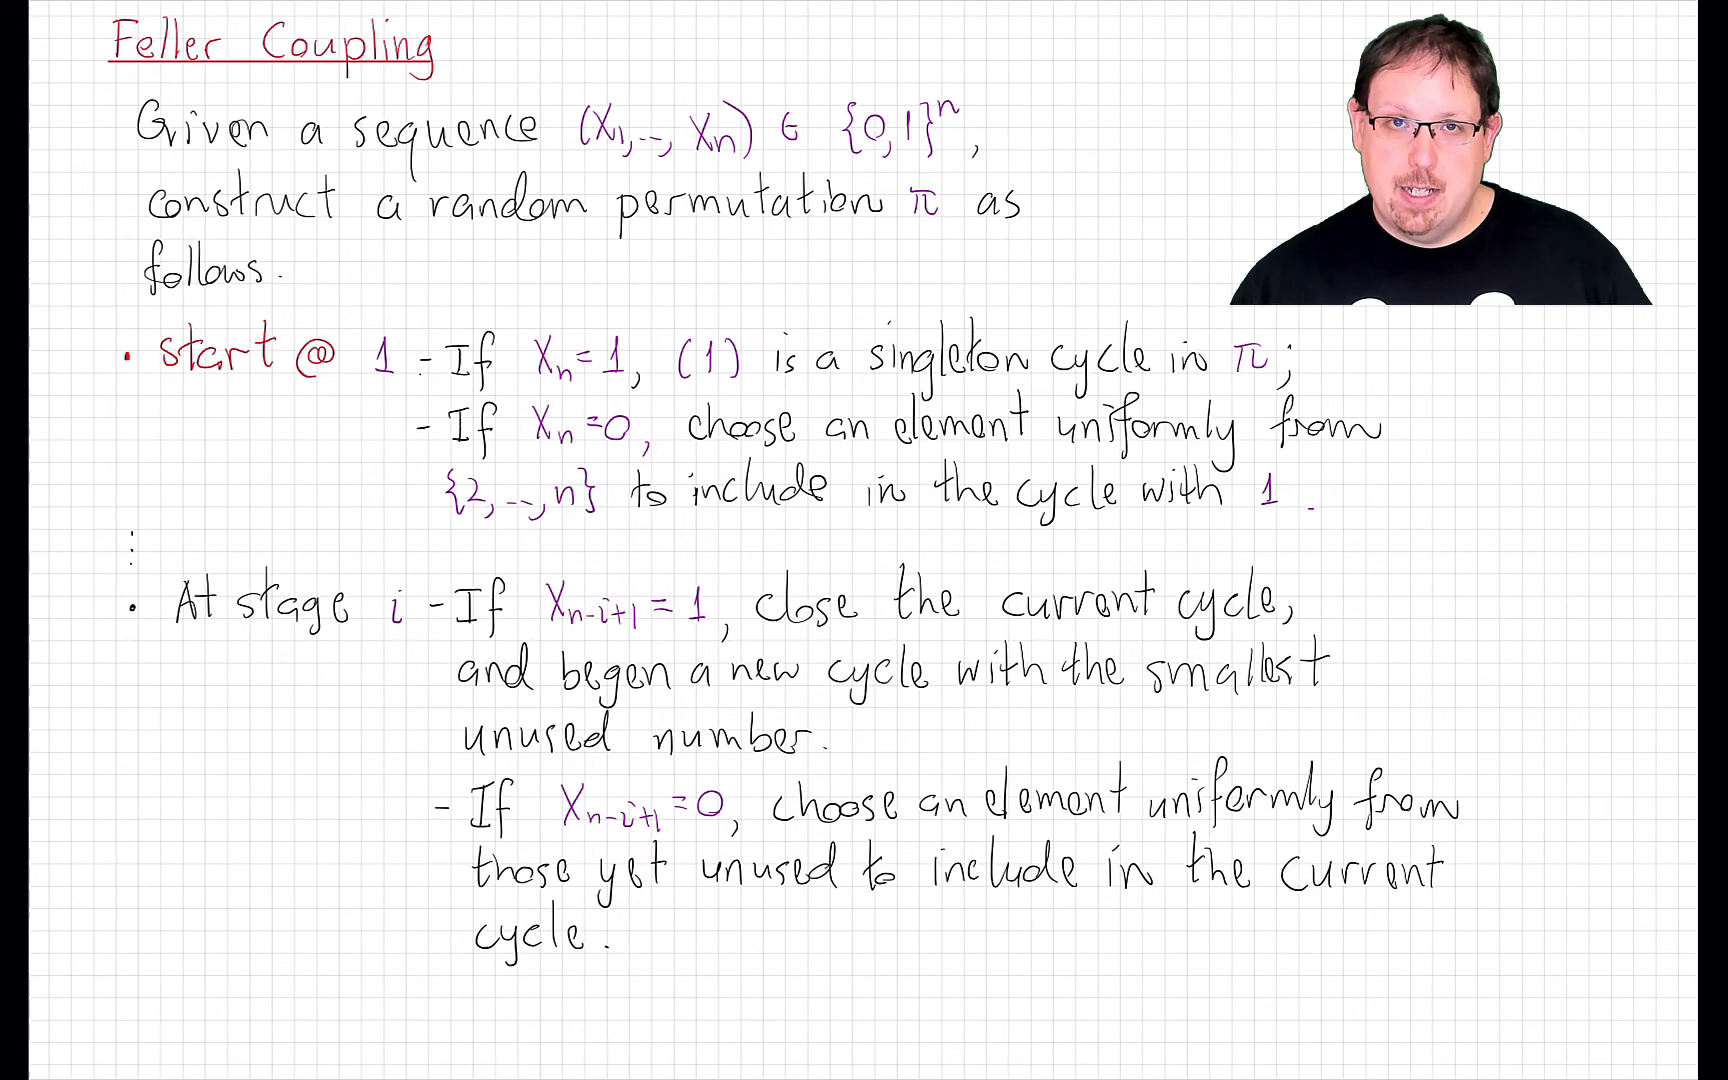 Feller Coupling
Given a sequence (X₁,..., Xₙ) ∈ {0,1}ⁿ,
construct a random permutation π as
follows.
• start @ 1 - If Xₙ=1, (1) is a singleton cycle in π;
- If Xₙ=0, choose an element uniformly from
{2,...,n} to include in the cycle with 1.
⋮
• At stage i - If Xₙ₋ᵢ₊₁=1, close the current cycle,
and begen a new cycle with the smallest
unused number.
- If Xₙ₋ᵢ₊₁=0, choose an element uniformly from
those yet unused to include in the current
cycle.